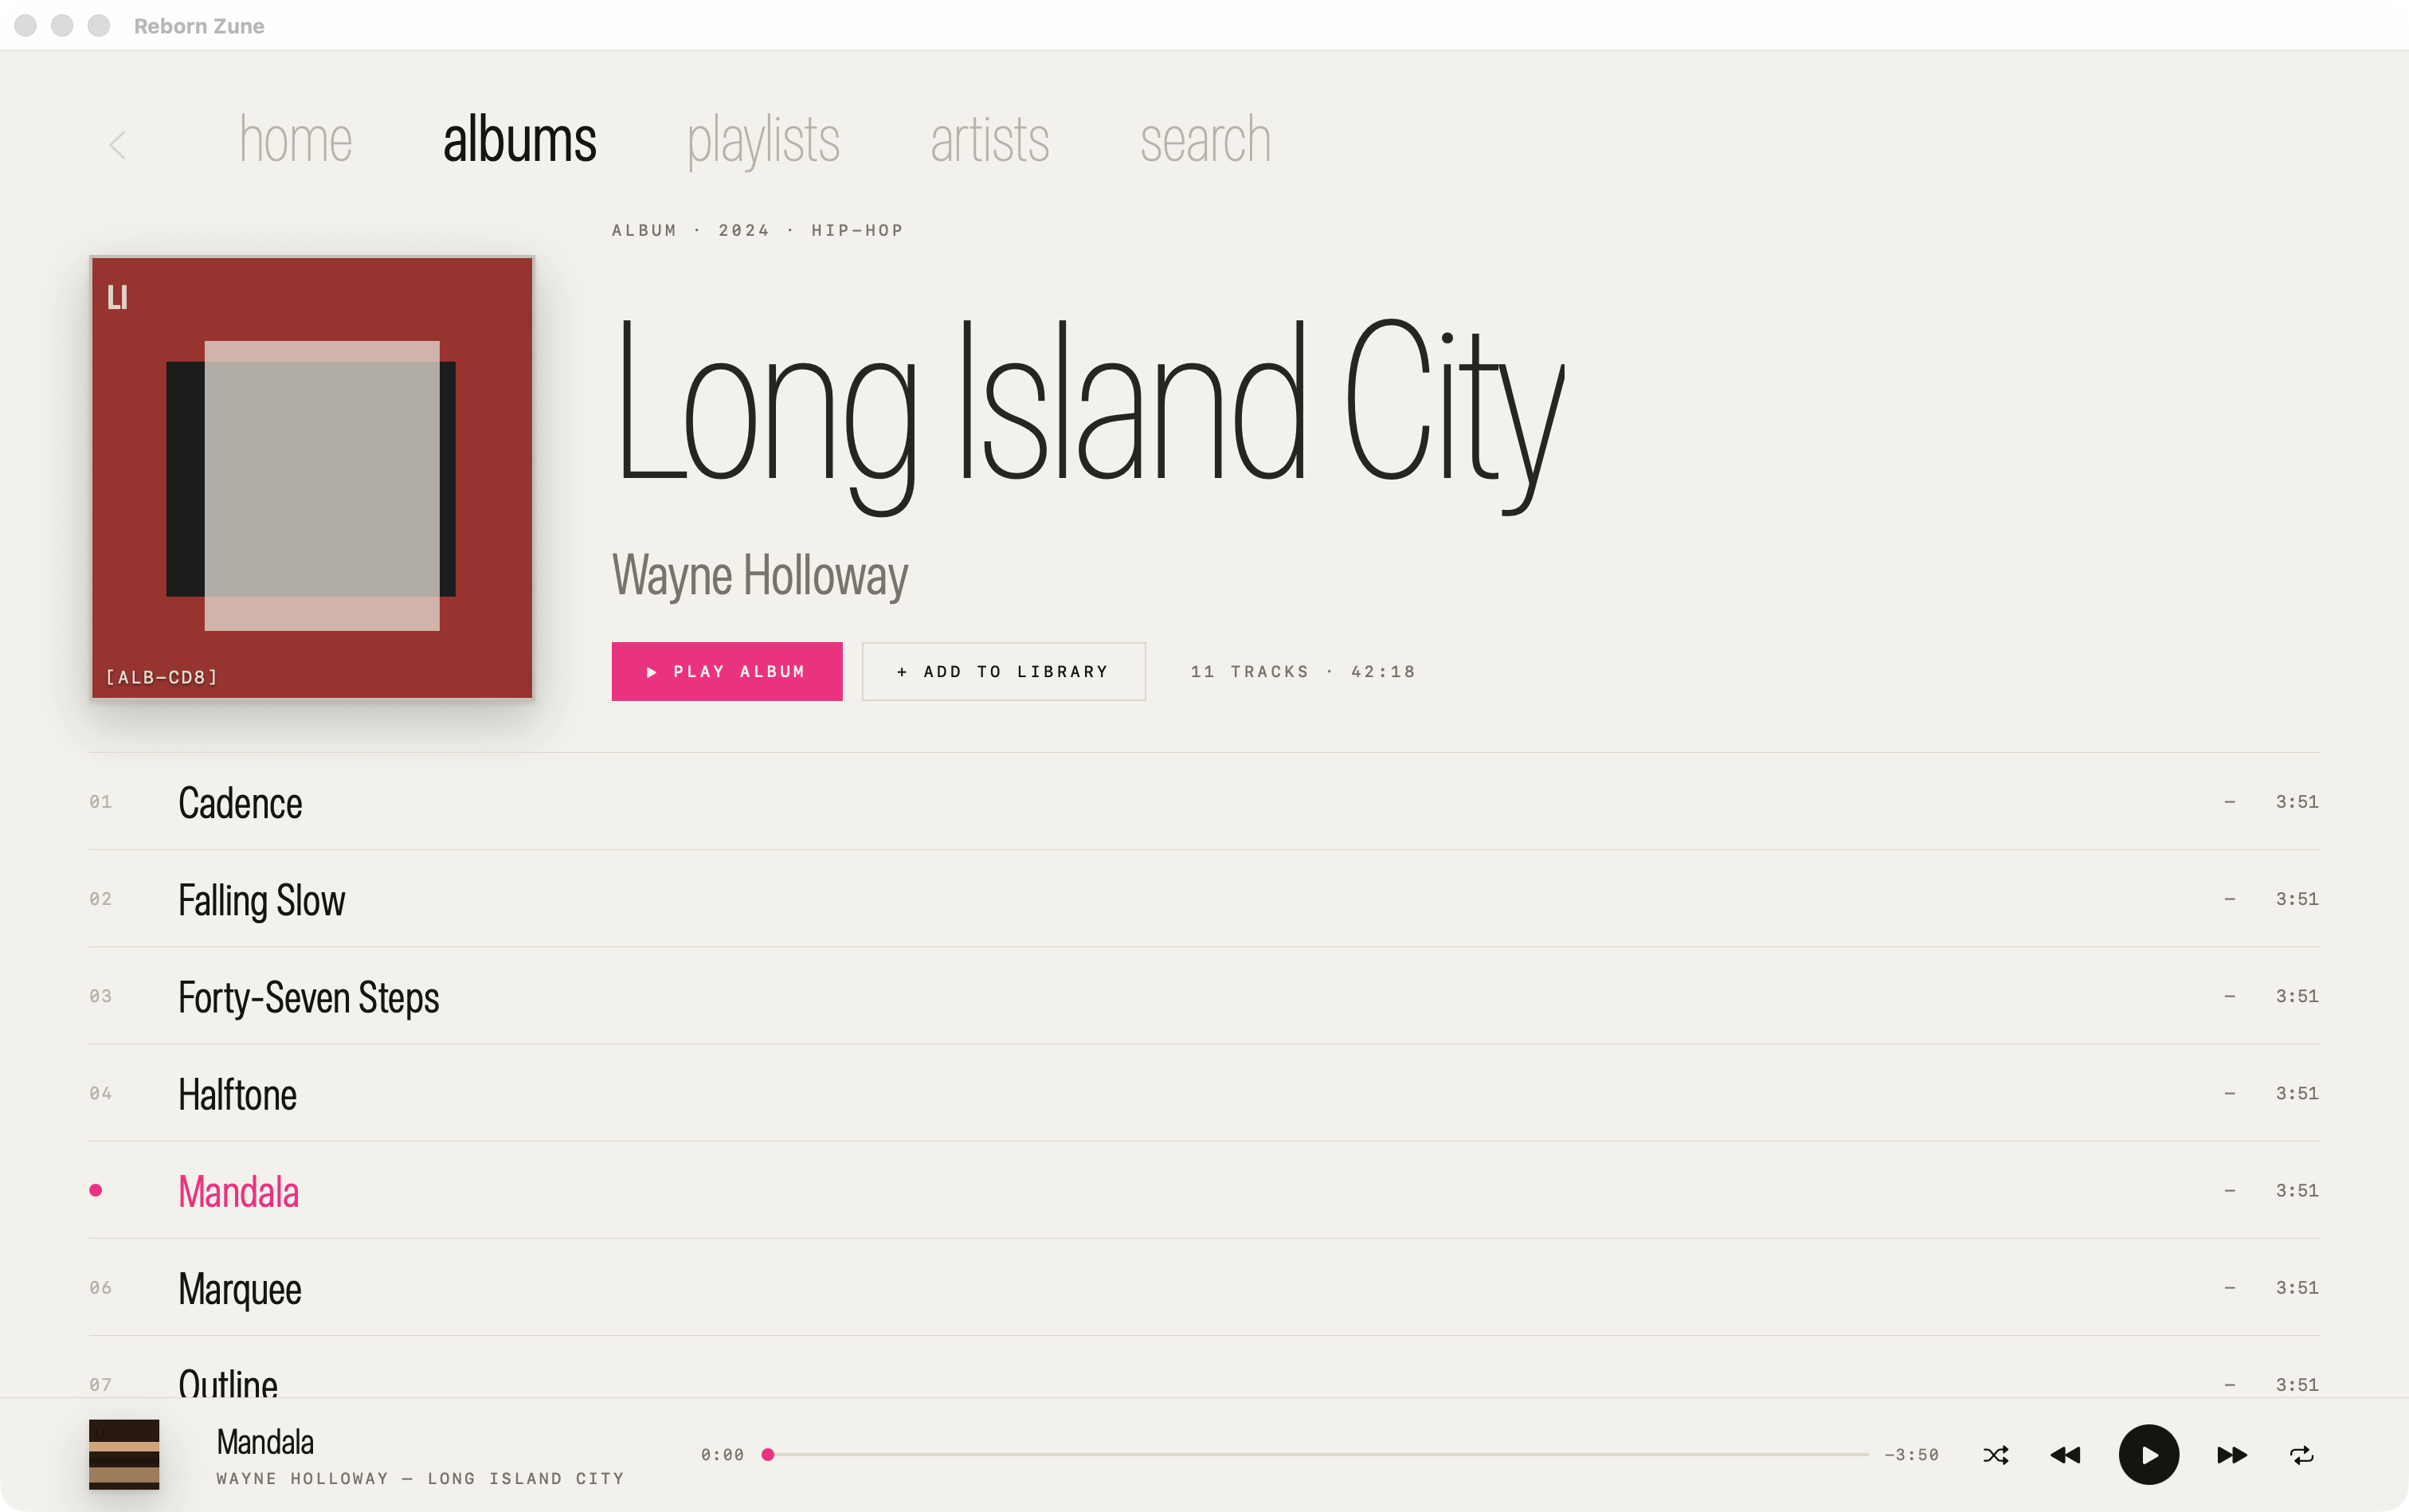 Reborn Zune
home albums playlists artists search
ALBUM · 2024 · HIP-HOP
LI
Long Island City
Wayne Holloway
[ALB-CD8]
▶ PLAY ALBUM + ADD TO LIBRARY 11 TRACKS · 42:18
01 Cadence — 3:51
02 Falling Slow — 3:51
03 Forty-Seven Steps — 3:51
04 Halftone — 3:51
Mandala — 3:51
06 Marquee — 3:51
07 Outline — 3:51
Mandala
WAYNE HOLLOWAY — LONG ISLAND CITY
0:00 −3:50